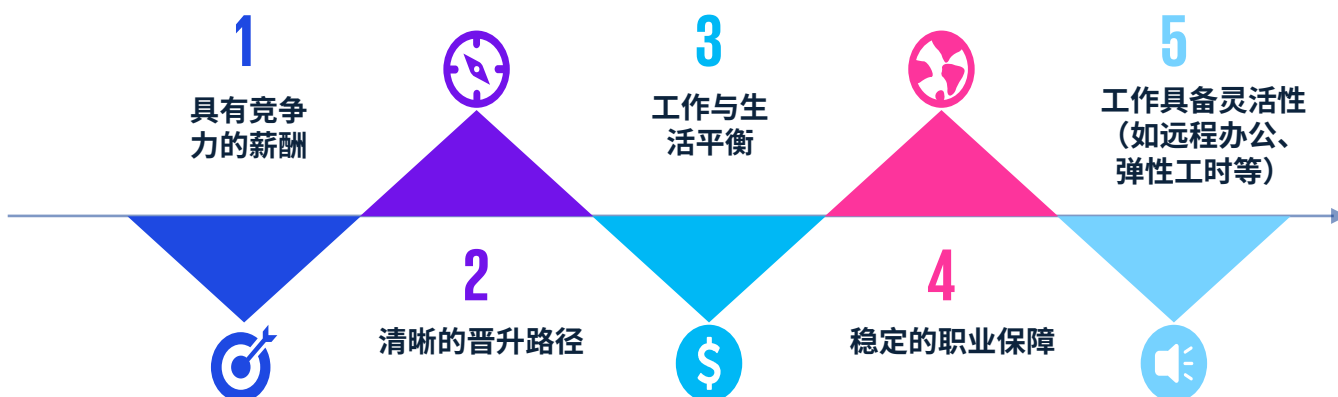 1
具有竞争
力的薪酬
2
清晰的晋升路径
3
工作与生
活平衡
4
稳定的职业保障
5
工作具备灵活性
（如远程办公、
弹性工时等）
$